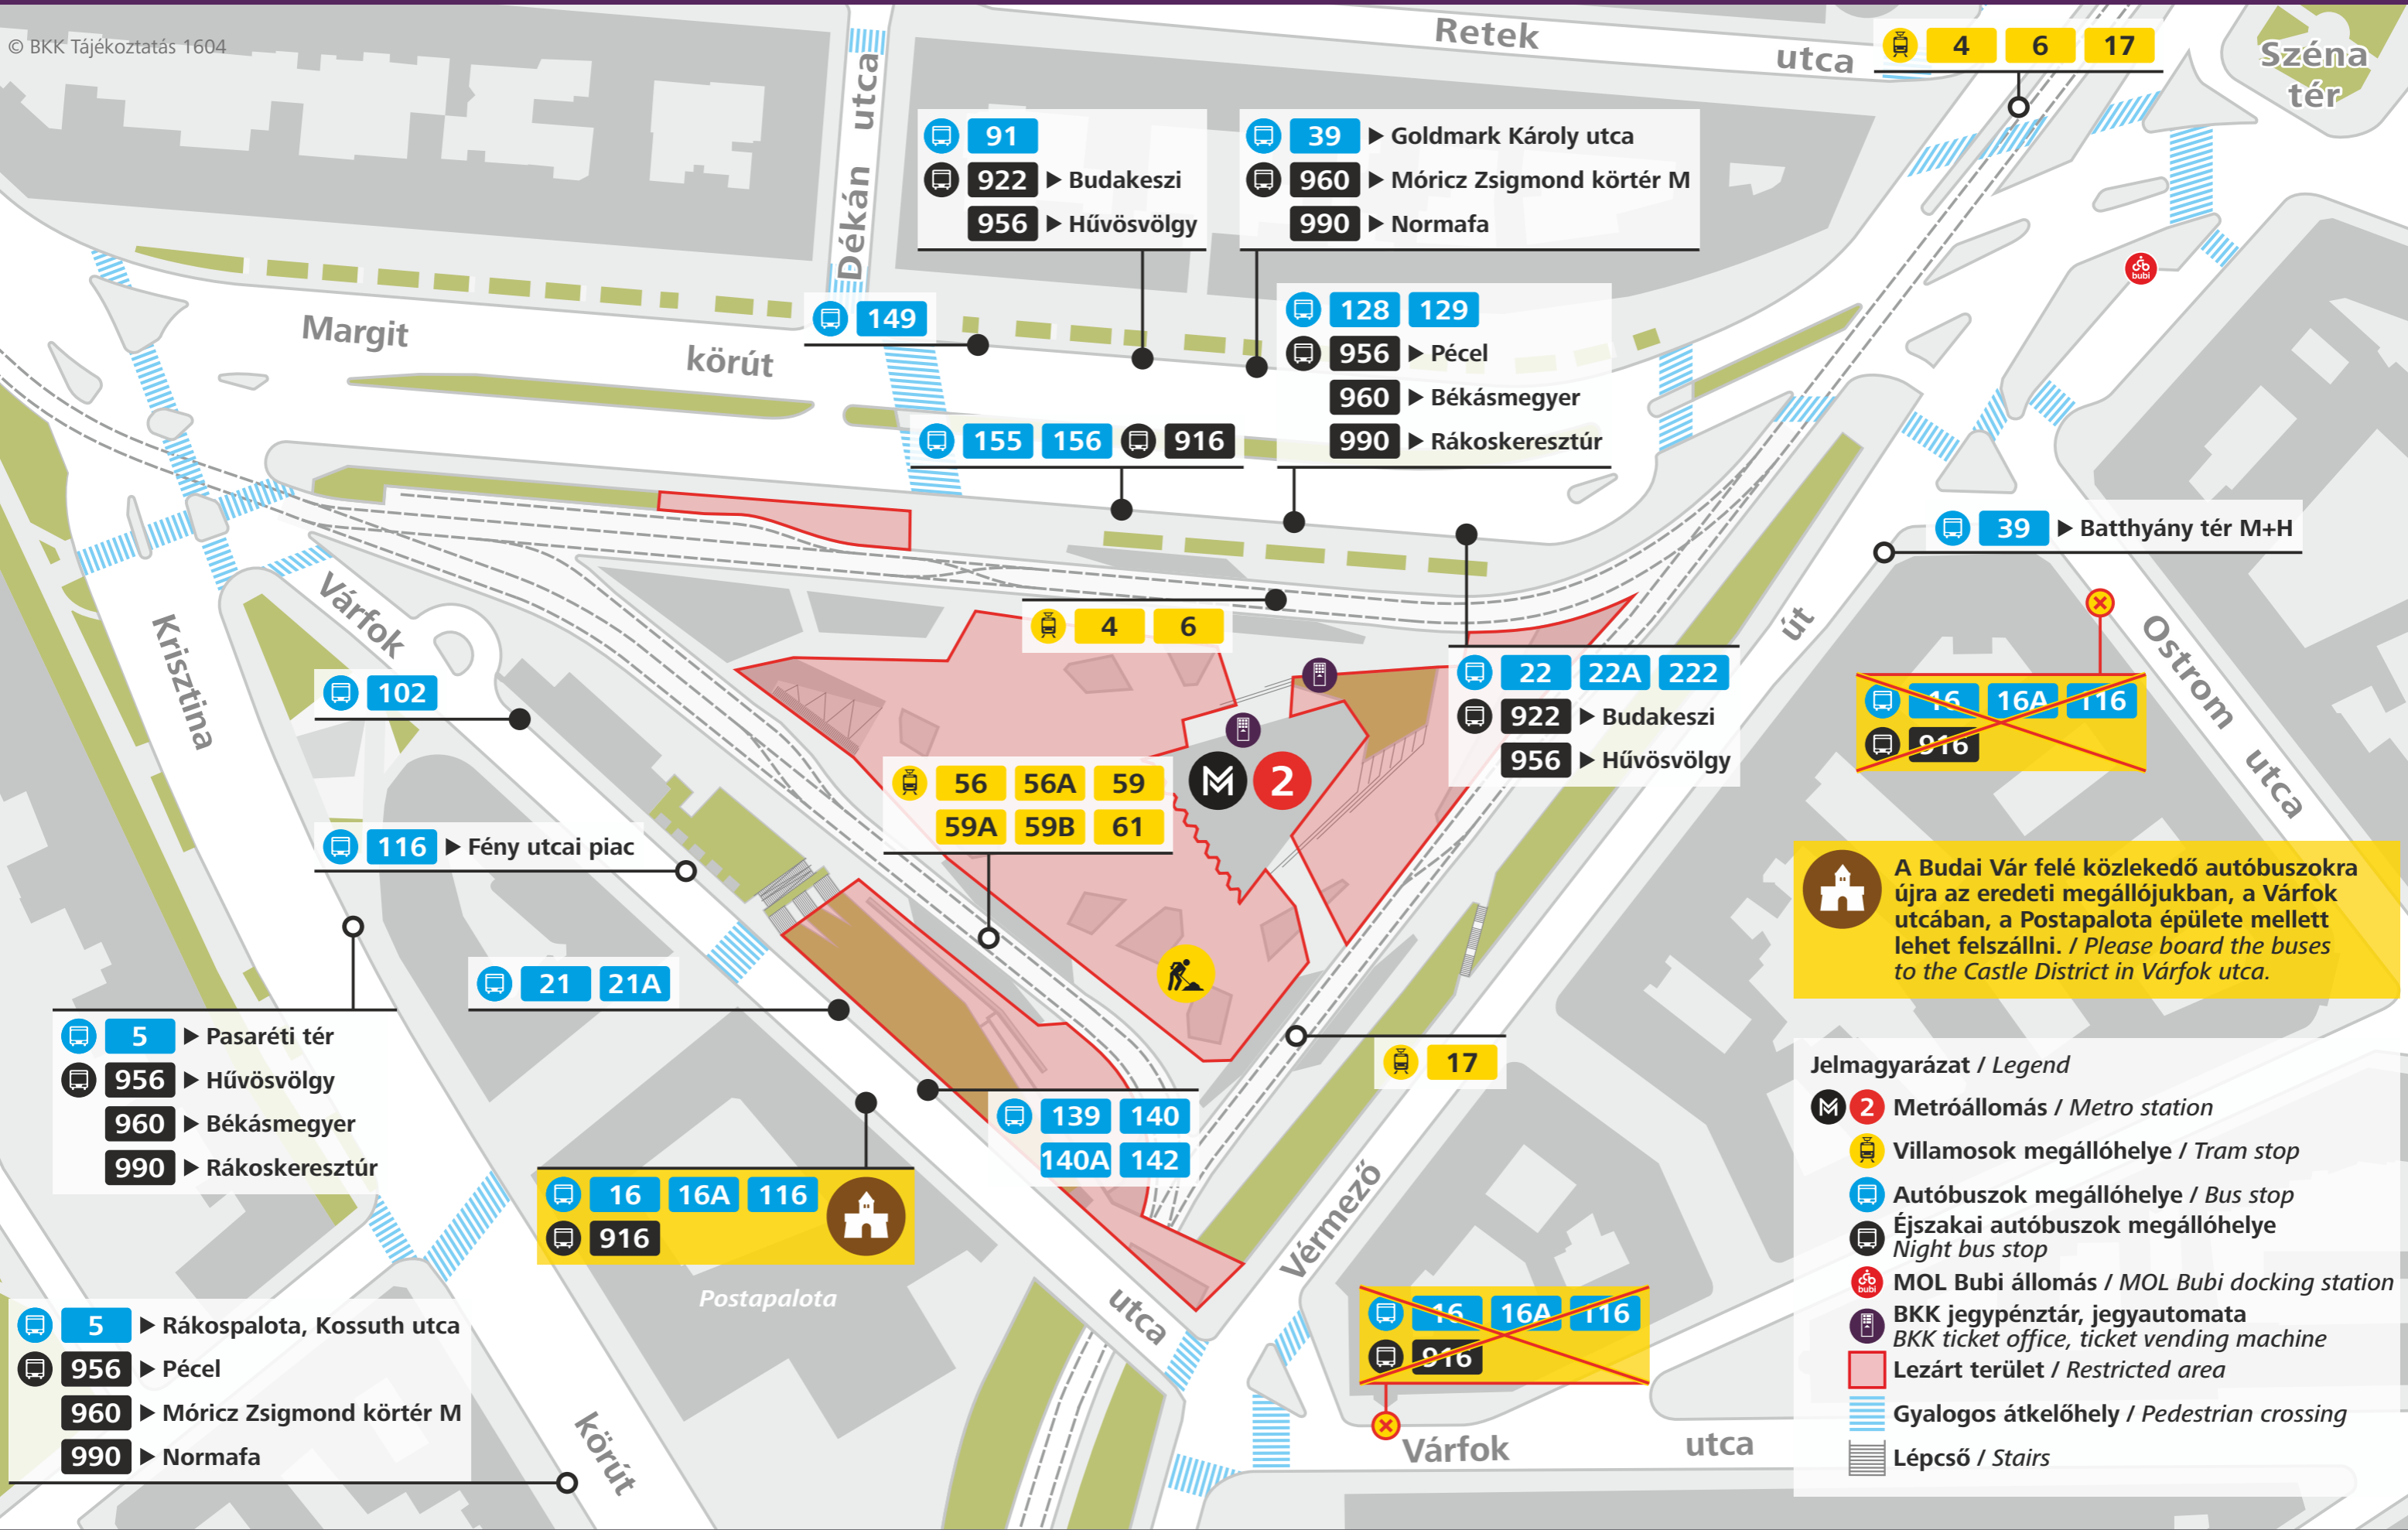 © BKK Tájékoztatás 1604
Retek utca
4 6 17
Széna
tér
Dékán utca
91
922 ▶ Budakeszi
956 ▶ Hűvösvölgy
39 ▶ Goldmark Károly utca
960 ▶ Móricz Zsigmond körtér M
990 ▶ Normafa
bubi
149
Margit körút
128 129
956 ▶ Pécel
960 ▶ Békásmegyer
990 ▶ Rákoskeresztúr
155 156 916
39 ▶ Batthyány tér M+H
Várfok
Krisztina
út
Ostrom utca
4 6
102
22 22A 222
922 ▶ Budakeszi
956 ▶ Hűvösvölgy
16 16A 116
916
M 2
56 56A 59
59A 59B 61
116 ▶ Fény utcai piac
A Budai Vár felé közlekedő autóbuszokra
újra az eredeti megállójukban, a Várfok
utcában, a Postapalota épülete mellett
lehet felszállni. / Please board the buses
to the Castle District in Várfok utca.
21 21A
5 ▶ Pasaréti tér
956 ▶ Hűvösvölgy
960 ▶ Békásmegyer
990 ▶ Rákoskeresztúr
17
139 140
140A 142
16 16A 116
916
Postapalota
Vérmező
utca
16 16A 116
916
Várfok utca
5 ▶ Rákospalota, Kossuth utca
956 ▶ Pécel
960 ▶ Móricz Zsigmond körtér M
990 ▶ Normafa
körút
Jelmagyarázat / Legend
M 2 Metróállomás / Metro station
Villamosok megállóhelye / Tram stop
Autóbuszok megállóhelye / Bus stop
Éjszakai autóbuszok megállóhelye
Night bus stop
bubi MOL Bubi állomás / MOL Bubi docking station
BKK jegypénztár, jegyautomata
BKK ticket office, ticket vending machine
Lezárt terület / Restricted area
Gyalogos átkelőhely / Pedestrian crossing
Lépcső / Stairs